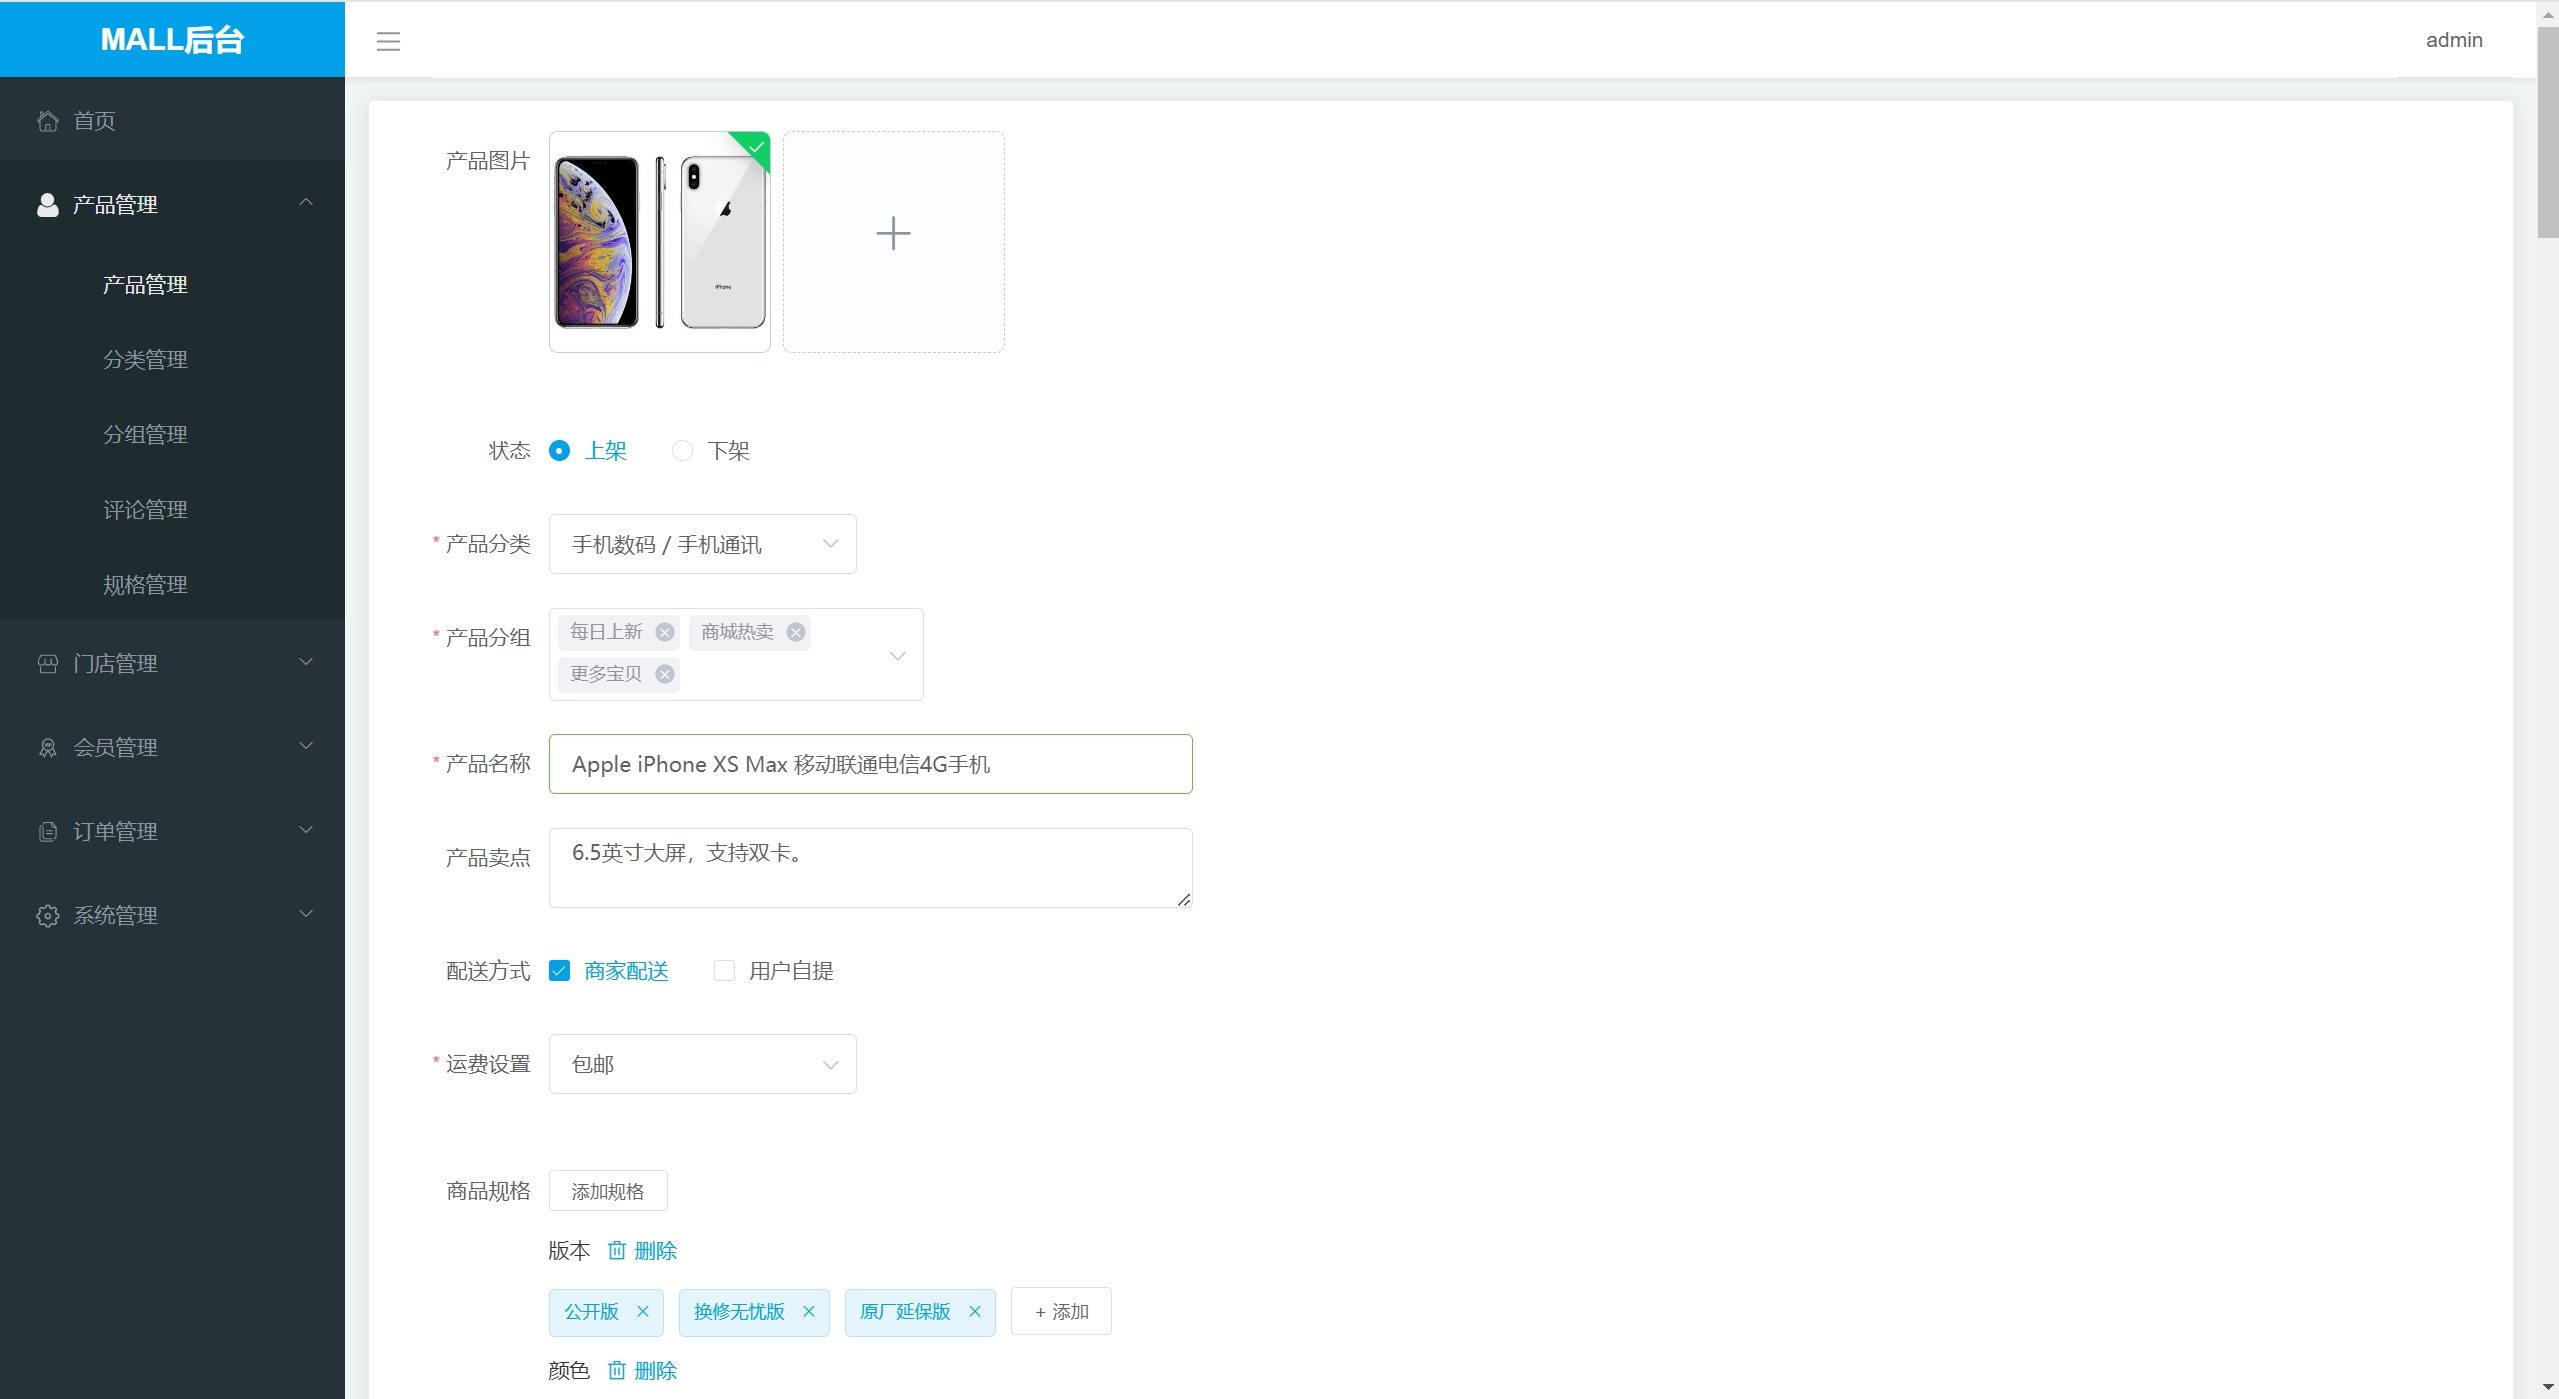 MALL后台
admin
首页
产品管理
产品管理
分类管理
分组管理
评论管理
规格管理
门店管理
会员管理
订单管理
系统管理
产品图片
iPhone
状态 上架 下架
* 产品分类 手机数码 / 手机通讯
* 产品分组 每日上新 商城热卖
更多宝贝
* 产品名称 Apple iPhone XS Max 移动联通电信4G手机
产品卖点 6.5英寸大屏，支持双卡。
配送方式 商家配送 用户自提
* 运费设置 包邮
商品规格 添加规格
版本 删除
公开版 换修无忧版 原厂延保版 + 添加
颜色 删除